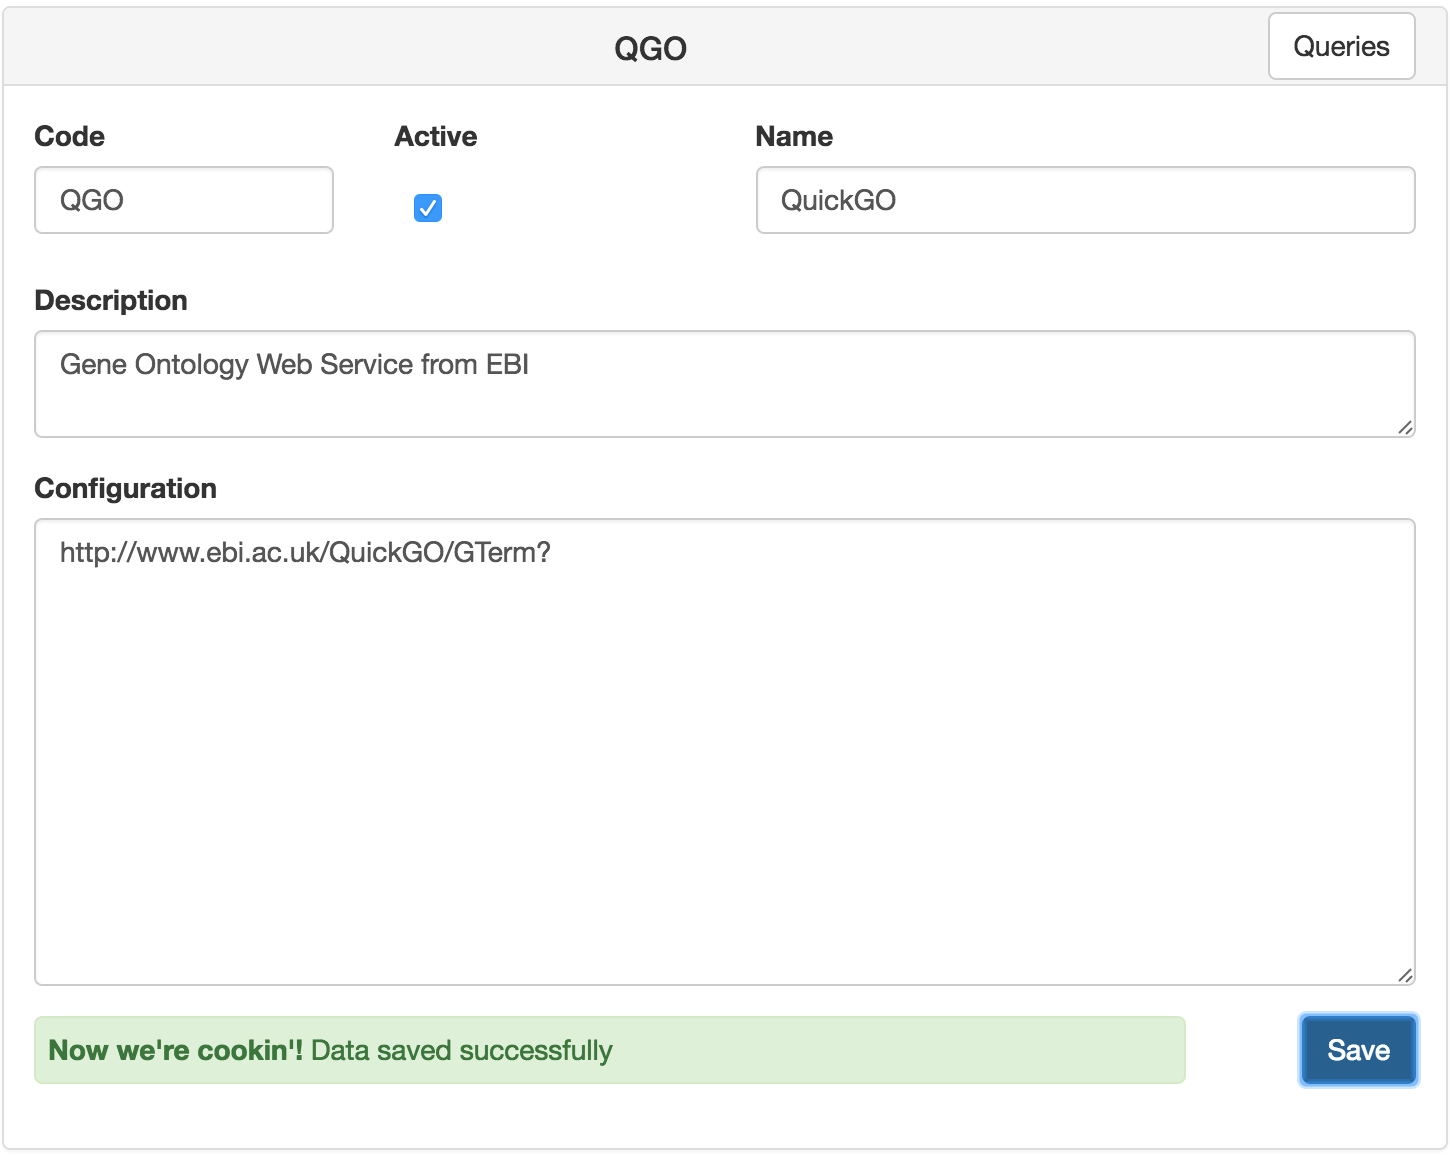 QGO
Queries
Code
Active
Name
QGO
QuickGO
Description
Gene Ontology Web Service from EBI
Configuration
http://www.ebi.ac.uk/QuickGO/GTerm?
Now we're cookin'! Data saved successfully
Save